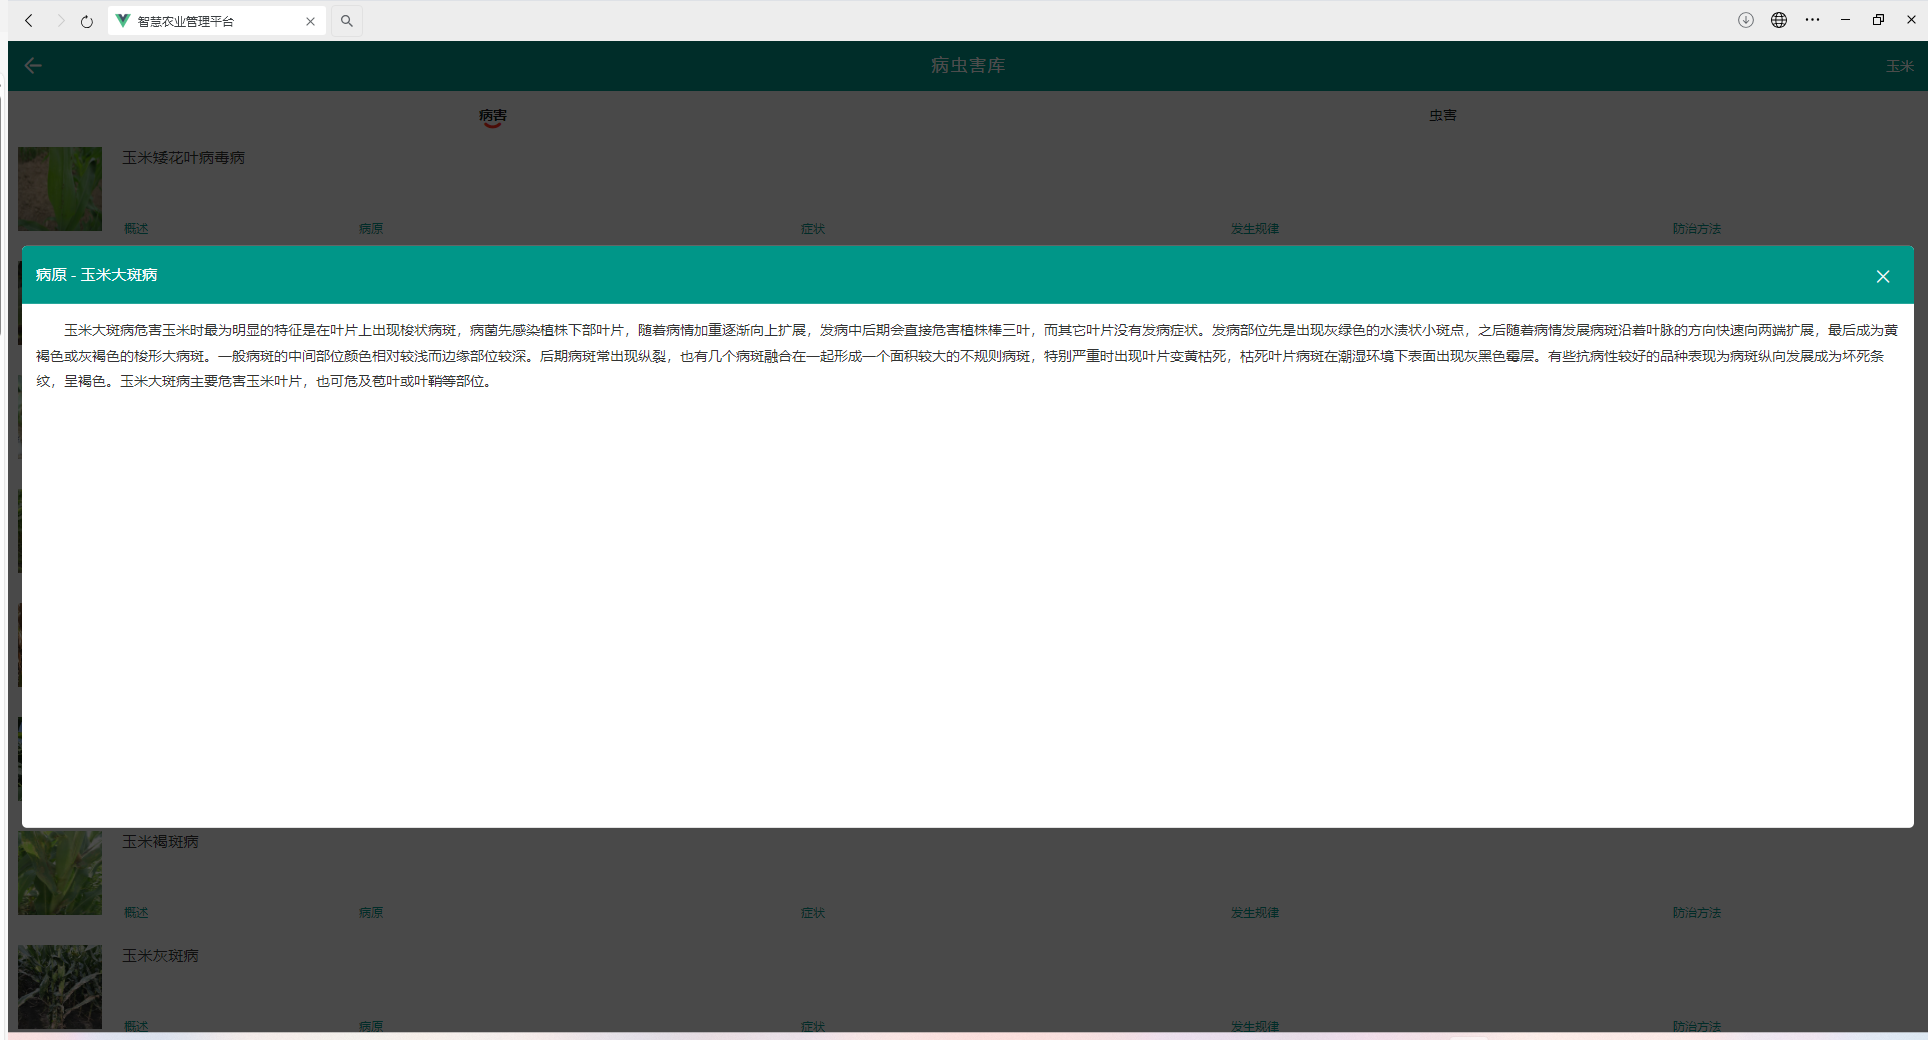 智慧农业管理平台
病虫害库
玉米
病害
虫害
玉米矮花叶病毒病
概述 病原 症状 发生规律 防治方法
病原 - 玉米大斑病
玉米大斑病危害玉米时最为明显的特征是在叶片上出现梭状病斑，病菌先感染植株下部叶片，随着病情加重逐渐向上扩展，发病中后期会直接危害植株棒三叶，而其它叶片没有发病症状。发病部位先是出现灰绿色的水渍状小斑点，之后随着病情发展病斑沿着叶脉的方向快速向两端扩展，最后成为黄
褐色或灰褐色的梭形大病斑。一般病斑的中间部位颜色相对较浅而边缘部位较深。后期病斑常出现纵裂，也有几个病斑融合在一起形成一个面积较大的不规则病斑，特别严重时出现叶片变黄枯死，枯死叶片病斑在潮湿环境下表面出现灰黑色霉层。有些抗病性较好的品种表现为病斑纵向发展成为坏死条
纹，呈褐色。玉米大斑病主要危害玉米叶片，也可危及苞叶或叶鞘等部位。
玉米褐斑病
概述 病原 症状 发生规律 防治方法
玉米灰斑病
概述 病原 症状 发生规律 防治方法